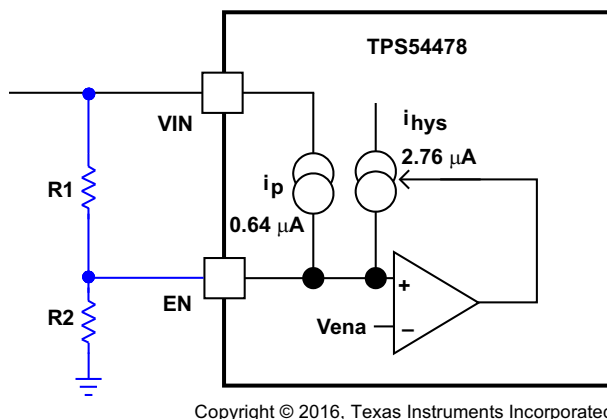 TPS54478
VIN
i hys
2.76 μA
R1
i p
0.64 μA
R2
EN
+
Vena
−
Copyright © 2016, Texas Instruments Incorporated